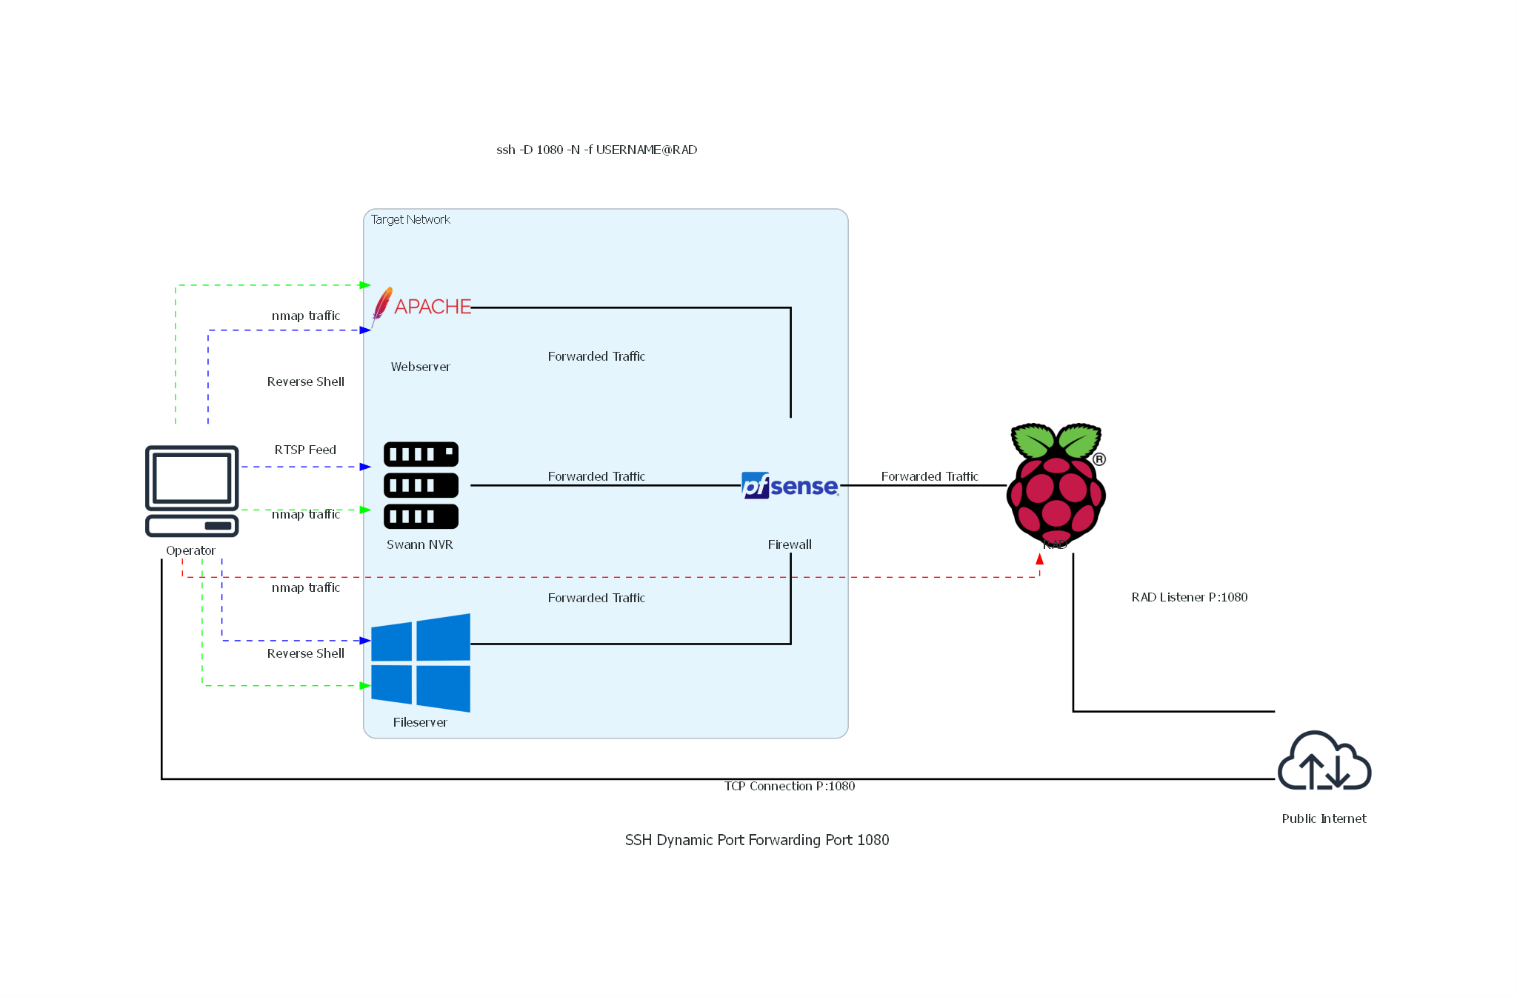 ssh -D 1080 -N -f USERNAME@RAD
Target Network
APACHE
nmap traffic
Webserver
Forwarded Traffic
Reverse Shell
RTSP Feed
Forwarded Traffic
pfsense
Forwarded Traffic
®
nmap traffic
Operator
Swann NVR
Firewall
RAD
nmap traffic
Forwarded Traffic
RAD Listener P:1080
Reverse Shell
Fileserver
TCP Connection P:1080
Public Internet
SSH Dynamic Port Forwarding Port 1080